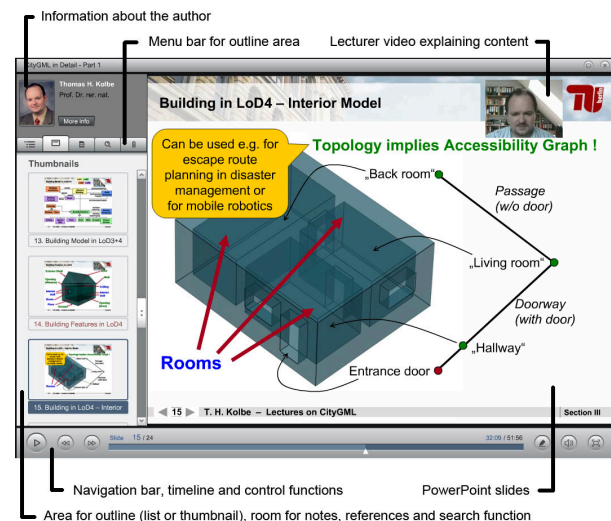 Information about the author
Menu bar for outline area
Lecturer video explaining content
CityGML in Detail - Part 1
Thomas H. Kolbe
Prof. Dr. rer. nat.
More info
Thumbnails
13. Building Model in LoD3+4
14. Building Features in LoD4
15. Building in LoD4 – Interior
Building in LoD4 – Interior Model
Can be used e.g. for
escape route
planning in disaster
management or
for mobile robotics
Topology implies Accessibility Graph !
„Back room“
Passage
(w/o door)
„Living room“
Doorway
(with door)
„Hallway“
Rooms
Entrance door
15 T. H. Kolbe – Lectures on CityGML
Section III
Slide 15 / 24
32:09 / 51:56
Navigation bar, timeline and control functions
PowerPoint slides
Area for outline (list or thumbnail), room for notes, references and search function